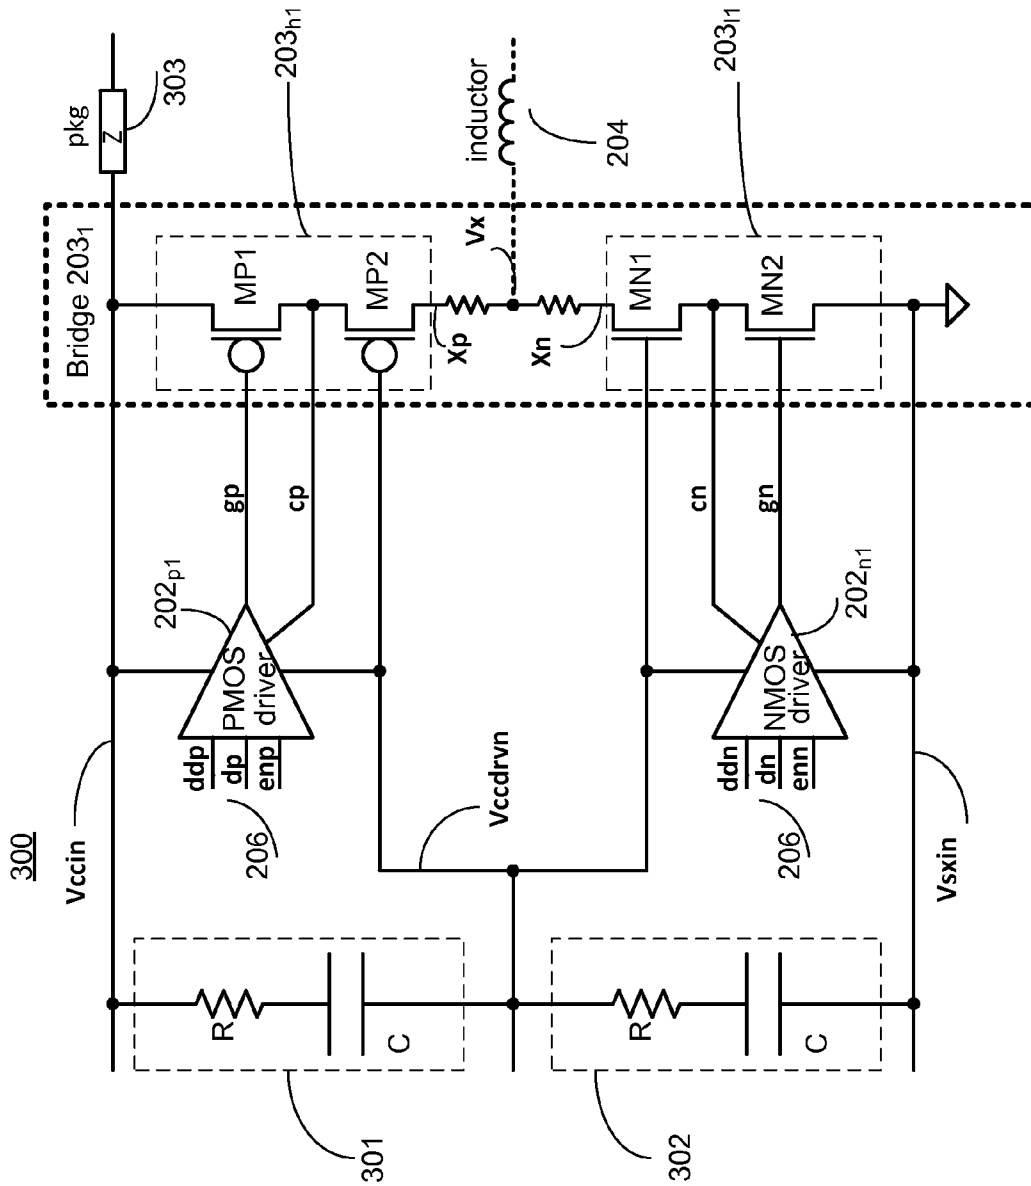 300
Vccin
pkg
Z
303
Bridge 203₁
203ₕ₁
MP1
MP2
gp
cp
202ₚ₁
PMOS
driver
ddp
dp
enp
206
Xp
Vx
Xn
inductor
204
Vccdrvn
R
C
301
R
C
302
203ₗ₁
MN1
MN2
cn
gn
202ₙ₁
NMOS
driver
ddn
dn
enn
206
Vsxin